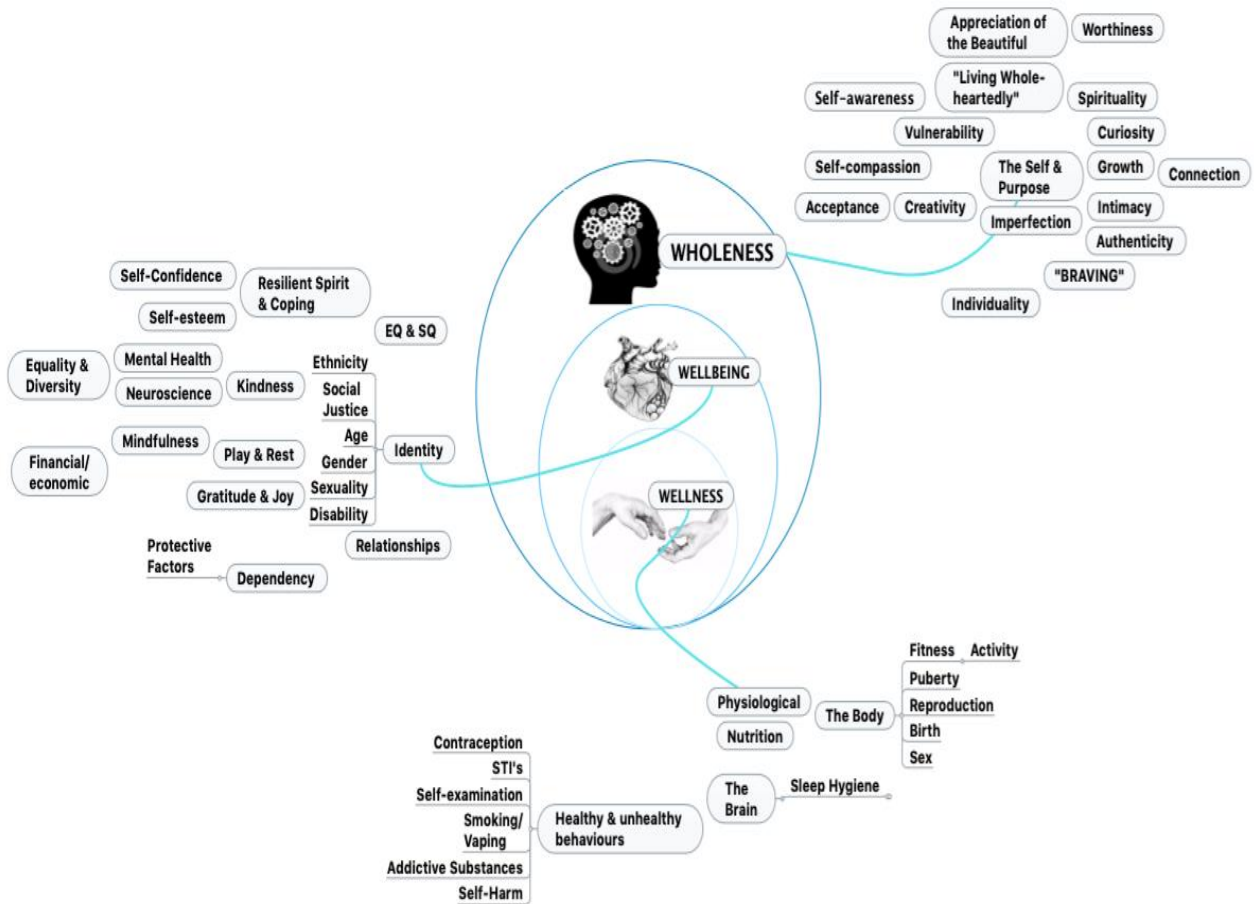 Appreciation of
the Beautiful
Worthiness
"Living Whole-
heartedly"
Self-awareness
Spirituality
Vulnerability
Curiosity
Self-compassion
The Self &
Purpose
Growth
Connection
Acceptance
Creativity
Imperfection
Intimacy
Authenticity
WHOLENESS
"BRAVING"
Individuality
Self-Confidence
Resilient Spirit
& Coping
Self-esteem
EQ & SQ
Equality &
Diversity
Mental Health
Neuroscience
Kindness
Ethnicity
Social
Justice
Age
Gender
Sexuality
Disability
Identity
WELLBEING
Mindfulness
Play & Rest
Financial/
economic
Gratitude & Joy
Relationships
Protective
Factors
Dependency
WELLNESS
Physiological
Nutrition
The Body
Fitness
Activity
Puberty
Reproduction
Birth
Sex
The
Brain
Sleep Hygiene
Healthy & unhealthy
behaviours
Contraception
STI's
Self-examination
Smoking/
Vaping
Addictive Substances
Self-Harm